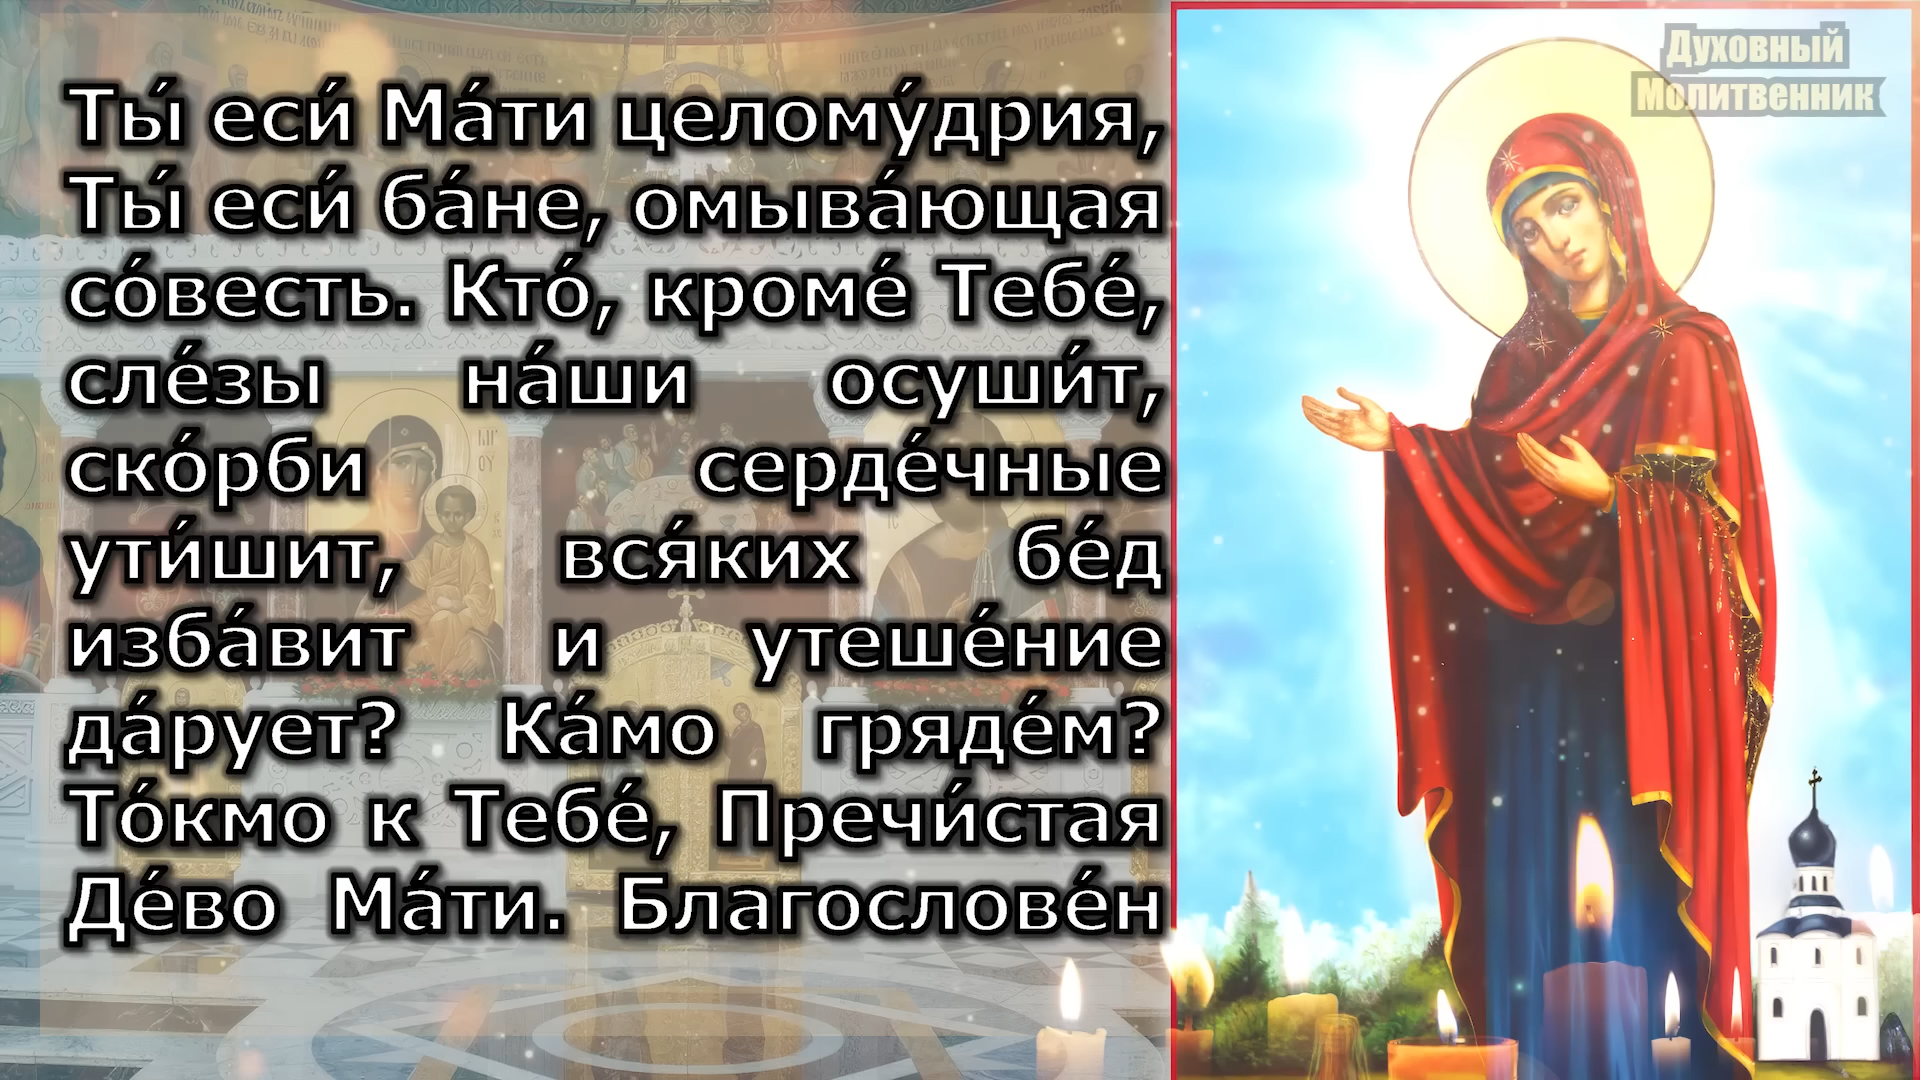 Ты́ еси́ Ма́ти целому́дрия,
Ты́ еси́ ба́не, омыва́ющая
со́весть. Кто́, кроме́ Тебе́,
сле́зы на́ши осуши́т,
ско́рби серде́чные
ути́шит, вся́ких бе́д
изба́вит и утеше́ние
да́рует? Ка́мо гряде́м?
То́кмо к Тебе́, Пречи́стая
Де́во Ма́ти. Благослове́н
Духовный
Молитвенник